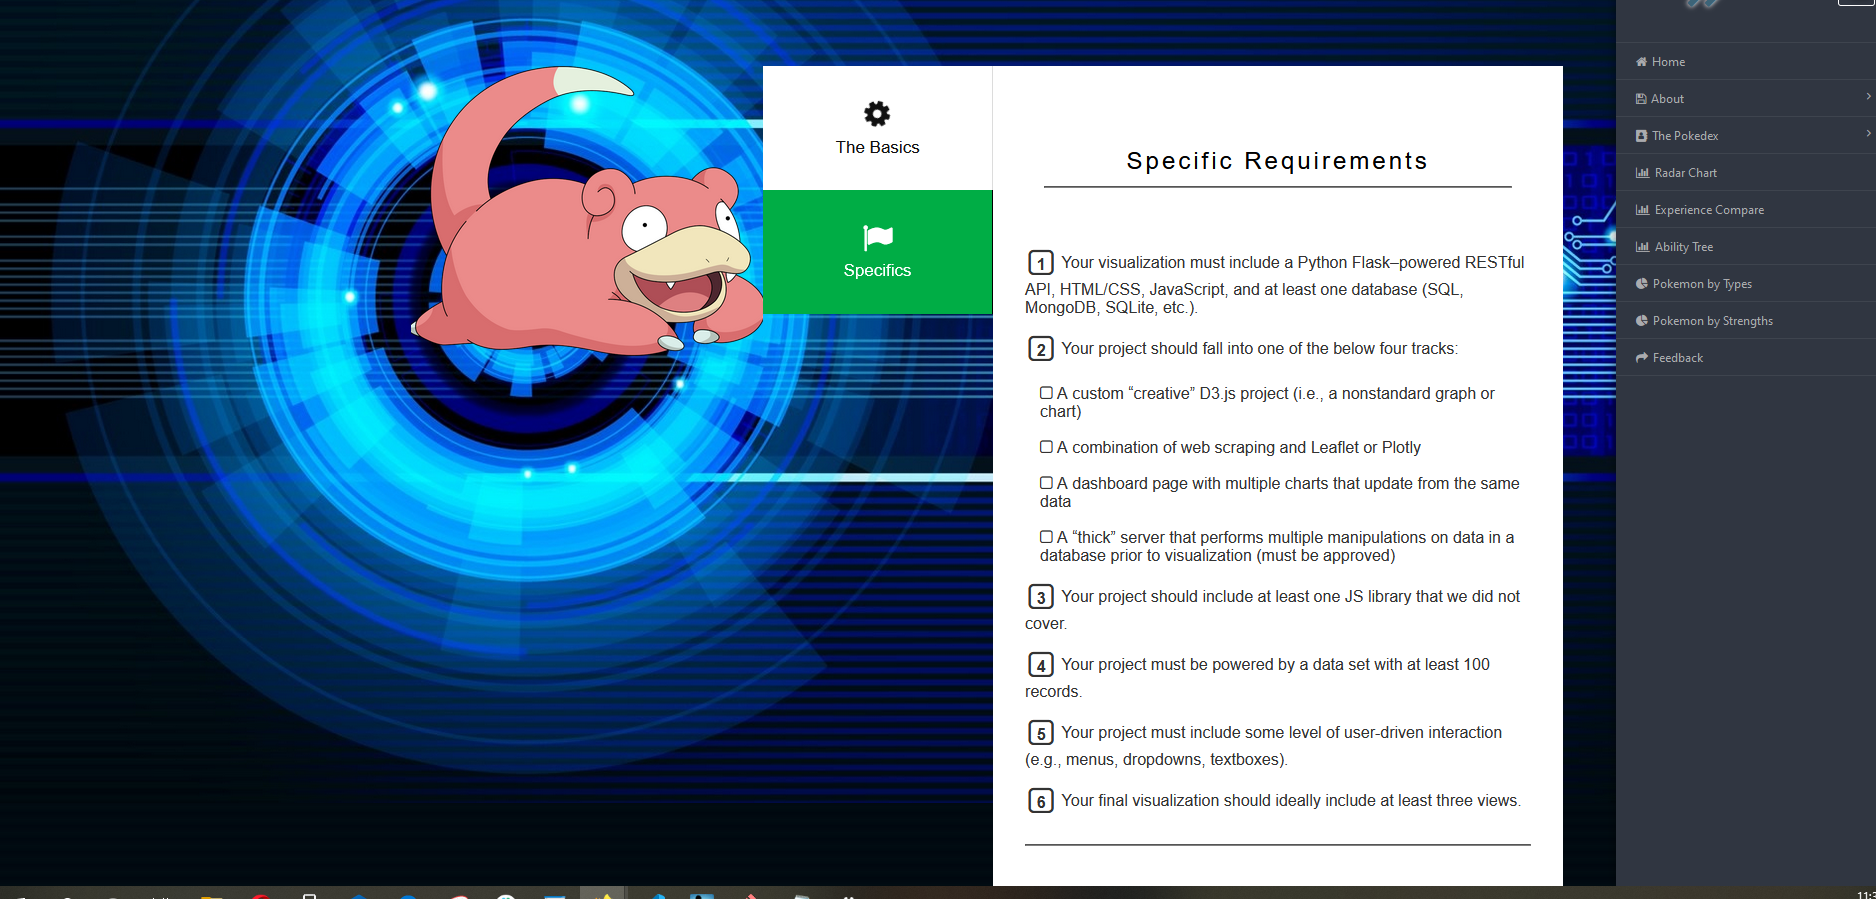 The Basics
Specifics
Specific Requirements
1 Your visualization must include a Python Flask–powered RESTful
API, HTML/CSS, JavaScript, and at least one database (SQL,
MongoDB, SQLite, etc.).
2 Your project should fall into one of the below four tracks:
A custom “creative” D3.js project (i.e., a nonstandard graph or
chart)
A combination of web scraping and Leaflet or Plotly
A dashboard page with multiple charts that update from the same
data
A “thick” server that performs multiple manipulations on data in a
database prior to visualization (must be approved)
3 Your project should include at least one JS library that we did not
cover.
4 Your project must be powered by a data set with at least 100
records.
5 Your project must include some level of user-driven interaction
(e.g., menus, dropdowns, textboxes).
6 Your final visualization should ideally include at least three views.
Home
About
The Pokedex
Radar Chart
Experience Compare
Ability Tree
Pokemon by Types
Pokemon by Strengths
Feedback